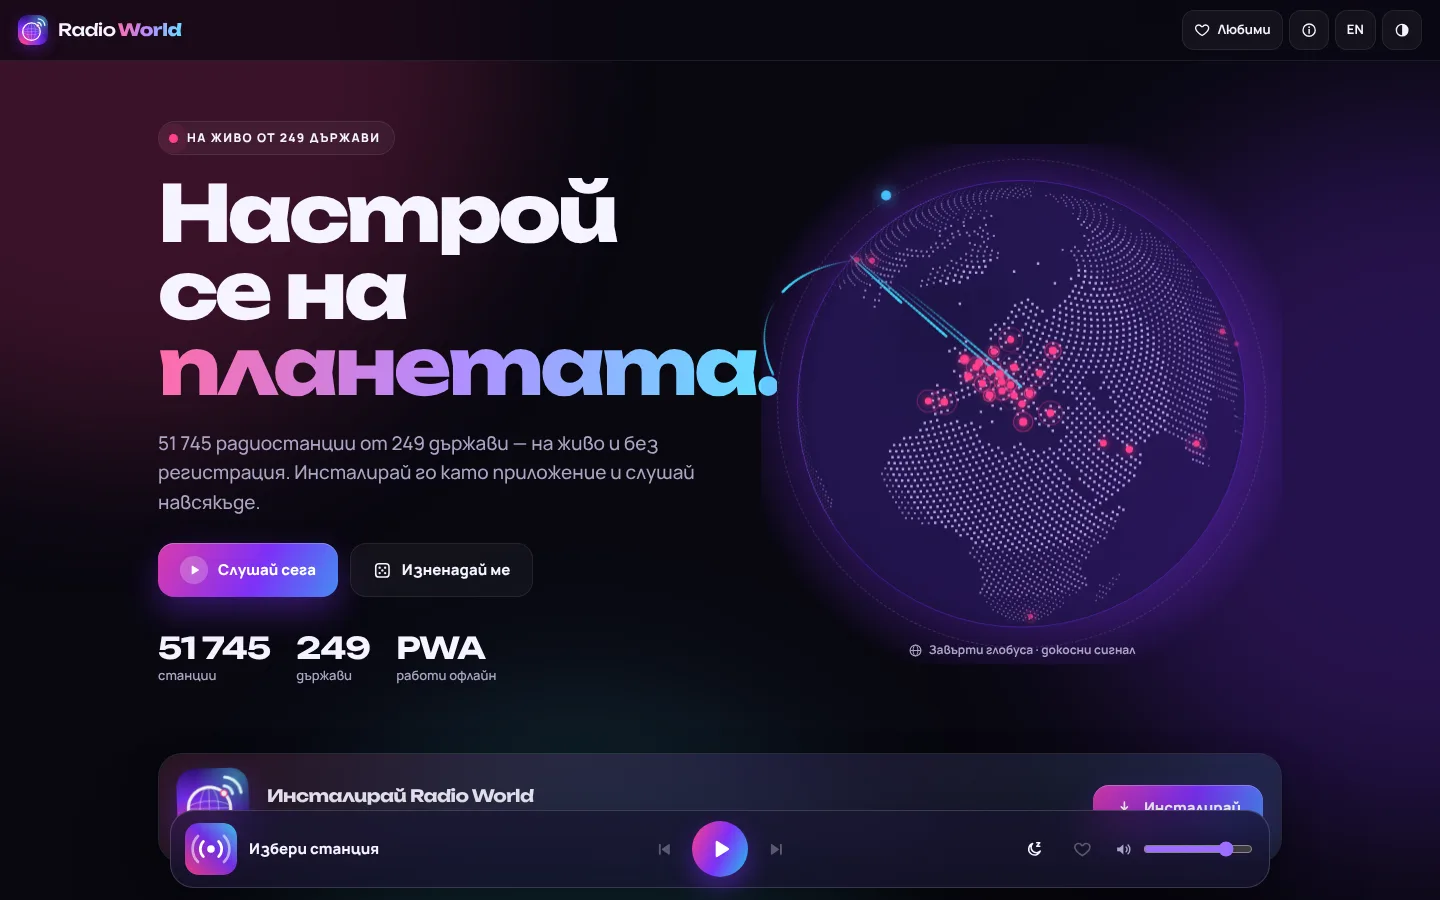 Radio World
Любими
EN
НА ЖИВО ОТ 249 ДЪРЖАВИ
Настрой
се на
планетата.
51 745 радиостанции от 249 държави — на живо и без
регистрация. Инсталирай го като приложение и слушай
навсякъде.
Слушай сега
Изненадай ме
51 745
станции
249
държави
PWA
работи офлайн
Завърти глобуса · докосни сигнал
Инсталирай Radio World
Инсталирай
Избери станция